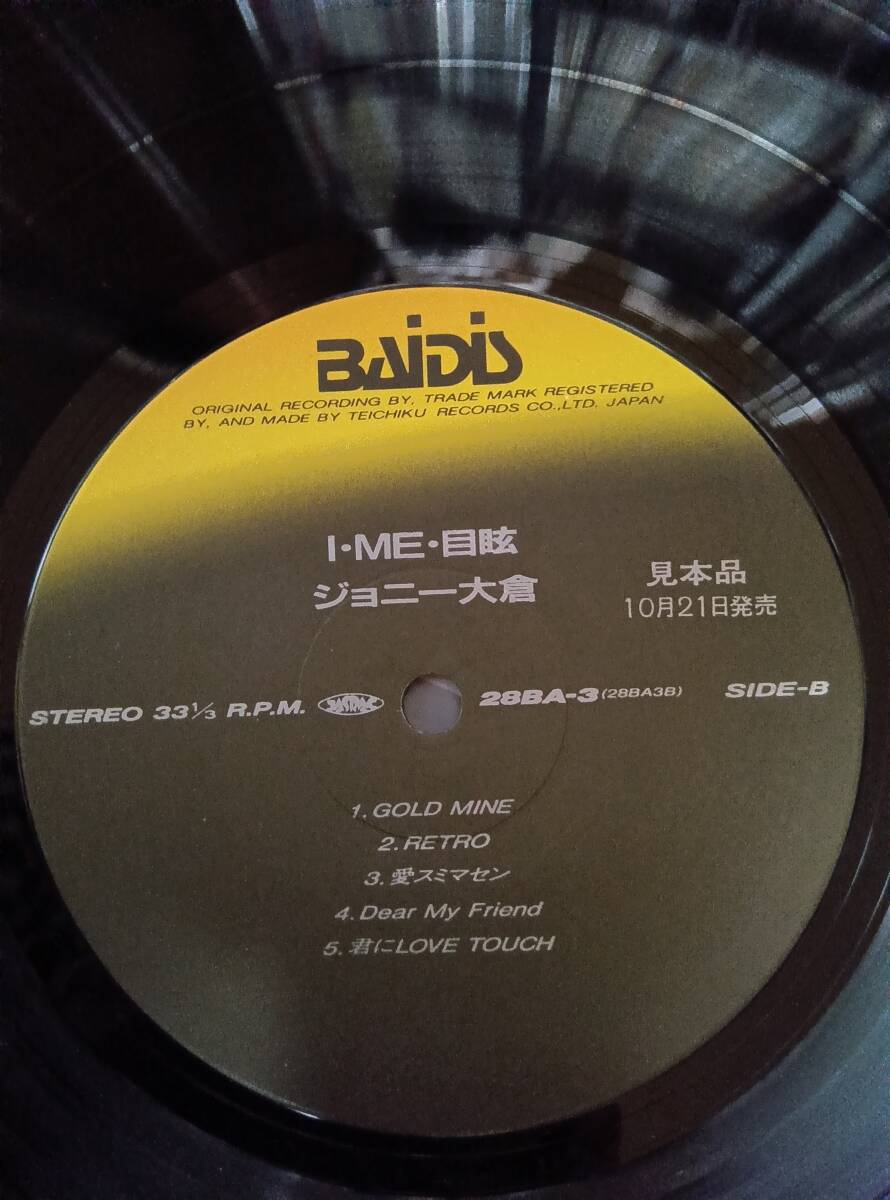 BAiDiS
ORIGINAL RECORDING BY, TRADE MARK REGISTERED
BY, AND MADE BY TEICHIKU RECORDS CO.,LTD. JAPAN
I・ME・目眩
ジョニー大倉
見本品
10月21日発売
STEREO 33⅓ R.P.M.
JASRAC
28BA-3 (28BA3B)
SIDE-B
1. GOLD MINE
2. RETRO
3. 愛スミマセン
4. Dear My Friend
5. 君にLOVE TOUCH